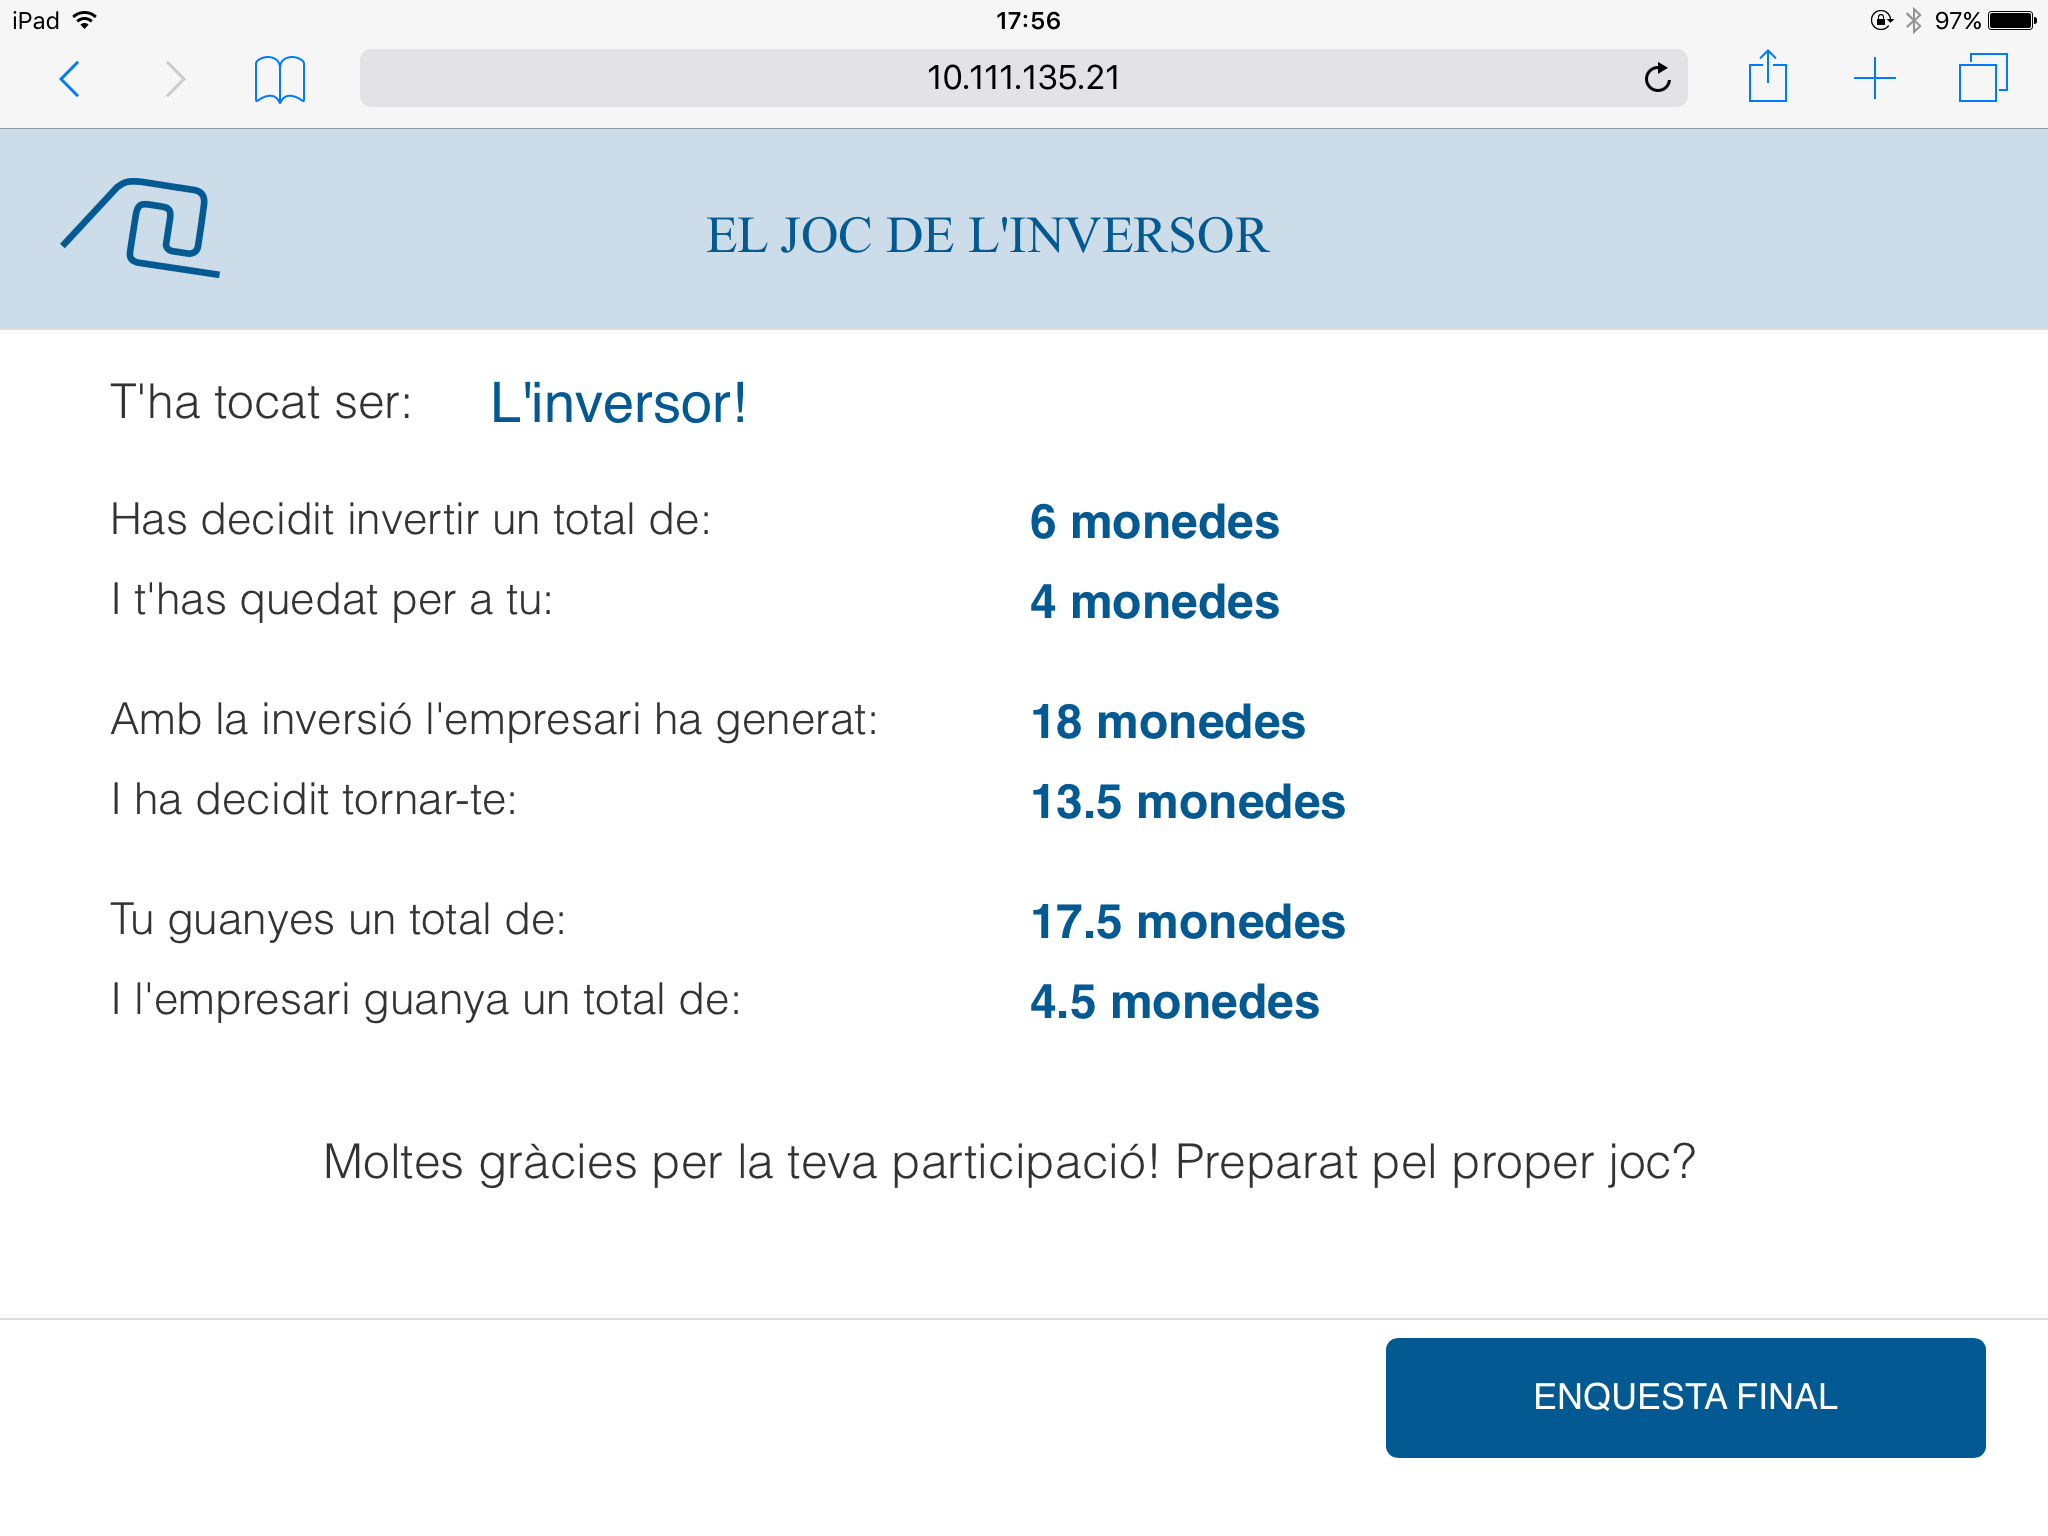 iPad 17:56 97%
10.111.135.21
EL JOC DE L'INVERSOR
T'ha tocat ser: L'inversor!
Has decidit invertir un total de: 6 monedes
I t'has quedat per a tu: 4 monedes
Amb la inversió l'empresari ha generat: 18 monedes
I ha decidit tornar-te: 13.5 monedes
Tu guanyes un total de: 17.5 monedes
I l'empresari guanya un total de: 4.5 monedes
Moltes gràcies per la teva participació! Preparat pel proper joc?
ENQUESTA FINAL